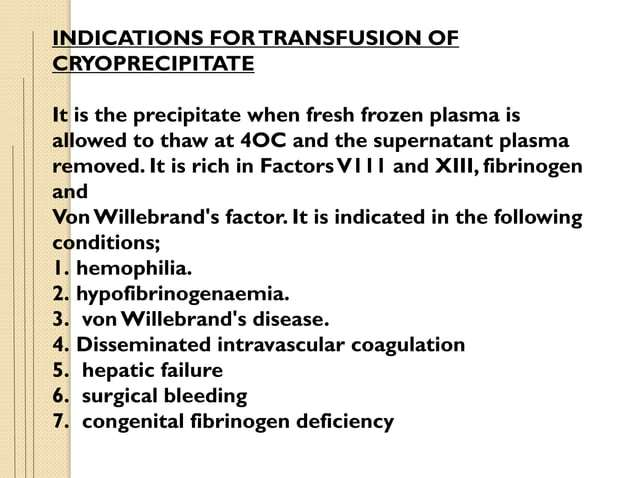 INDICATIONS FOR TRANSFUSION OF
CRYOPRECIPITATE
It is the precipitate when fresh frozen plasma is
allowed to thaw at 4OC and the supernatant plasma
removed. It is rich in Factors V111 and XIII, fibrinogen
and
Von Willebrand's factor. It is indicated in the following
conditions;
1. hemophilia.
2. hypofibrinogenaemia.
3. von Willebrand's disease.
4. Disseminated intravascular coagulation
5. hepatic failure
6. surgical bleeding
7. congenital fibrinogen deficiency